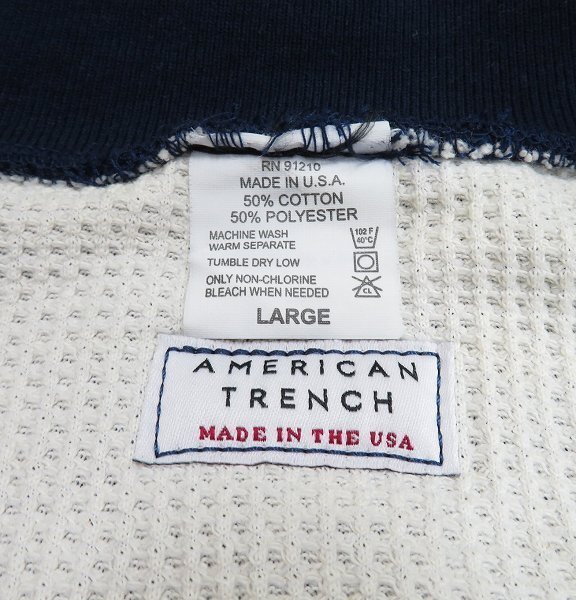 RN 91210
MADE IN U.S.A.
50% COTTON
50% POLYESTER
MACHINE WASH
WARM SEPARATE
102 F
40°C
TUMBLE DRY LOW
ONLY NON-CHLORINE
BLEACH WHEN NEEDED
CL
LARGE
AMERICAN
TRENCH
MADE IN THE USA